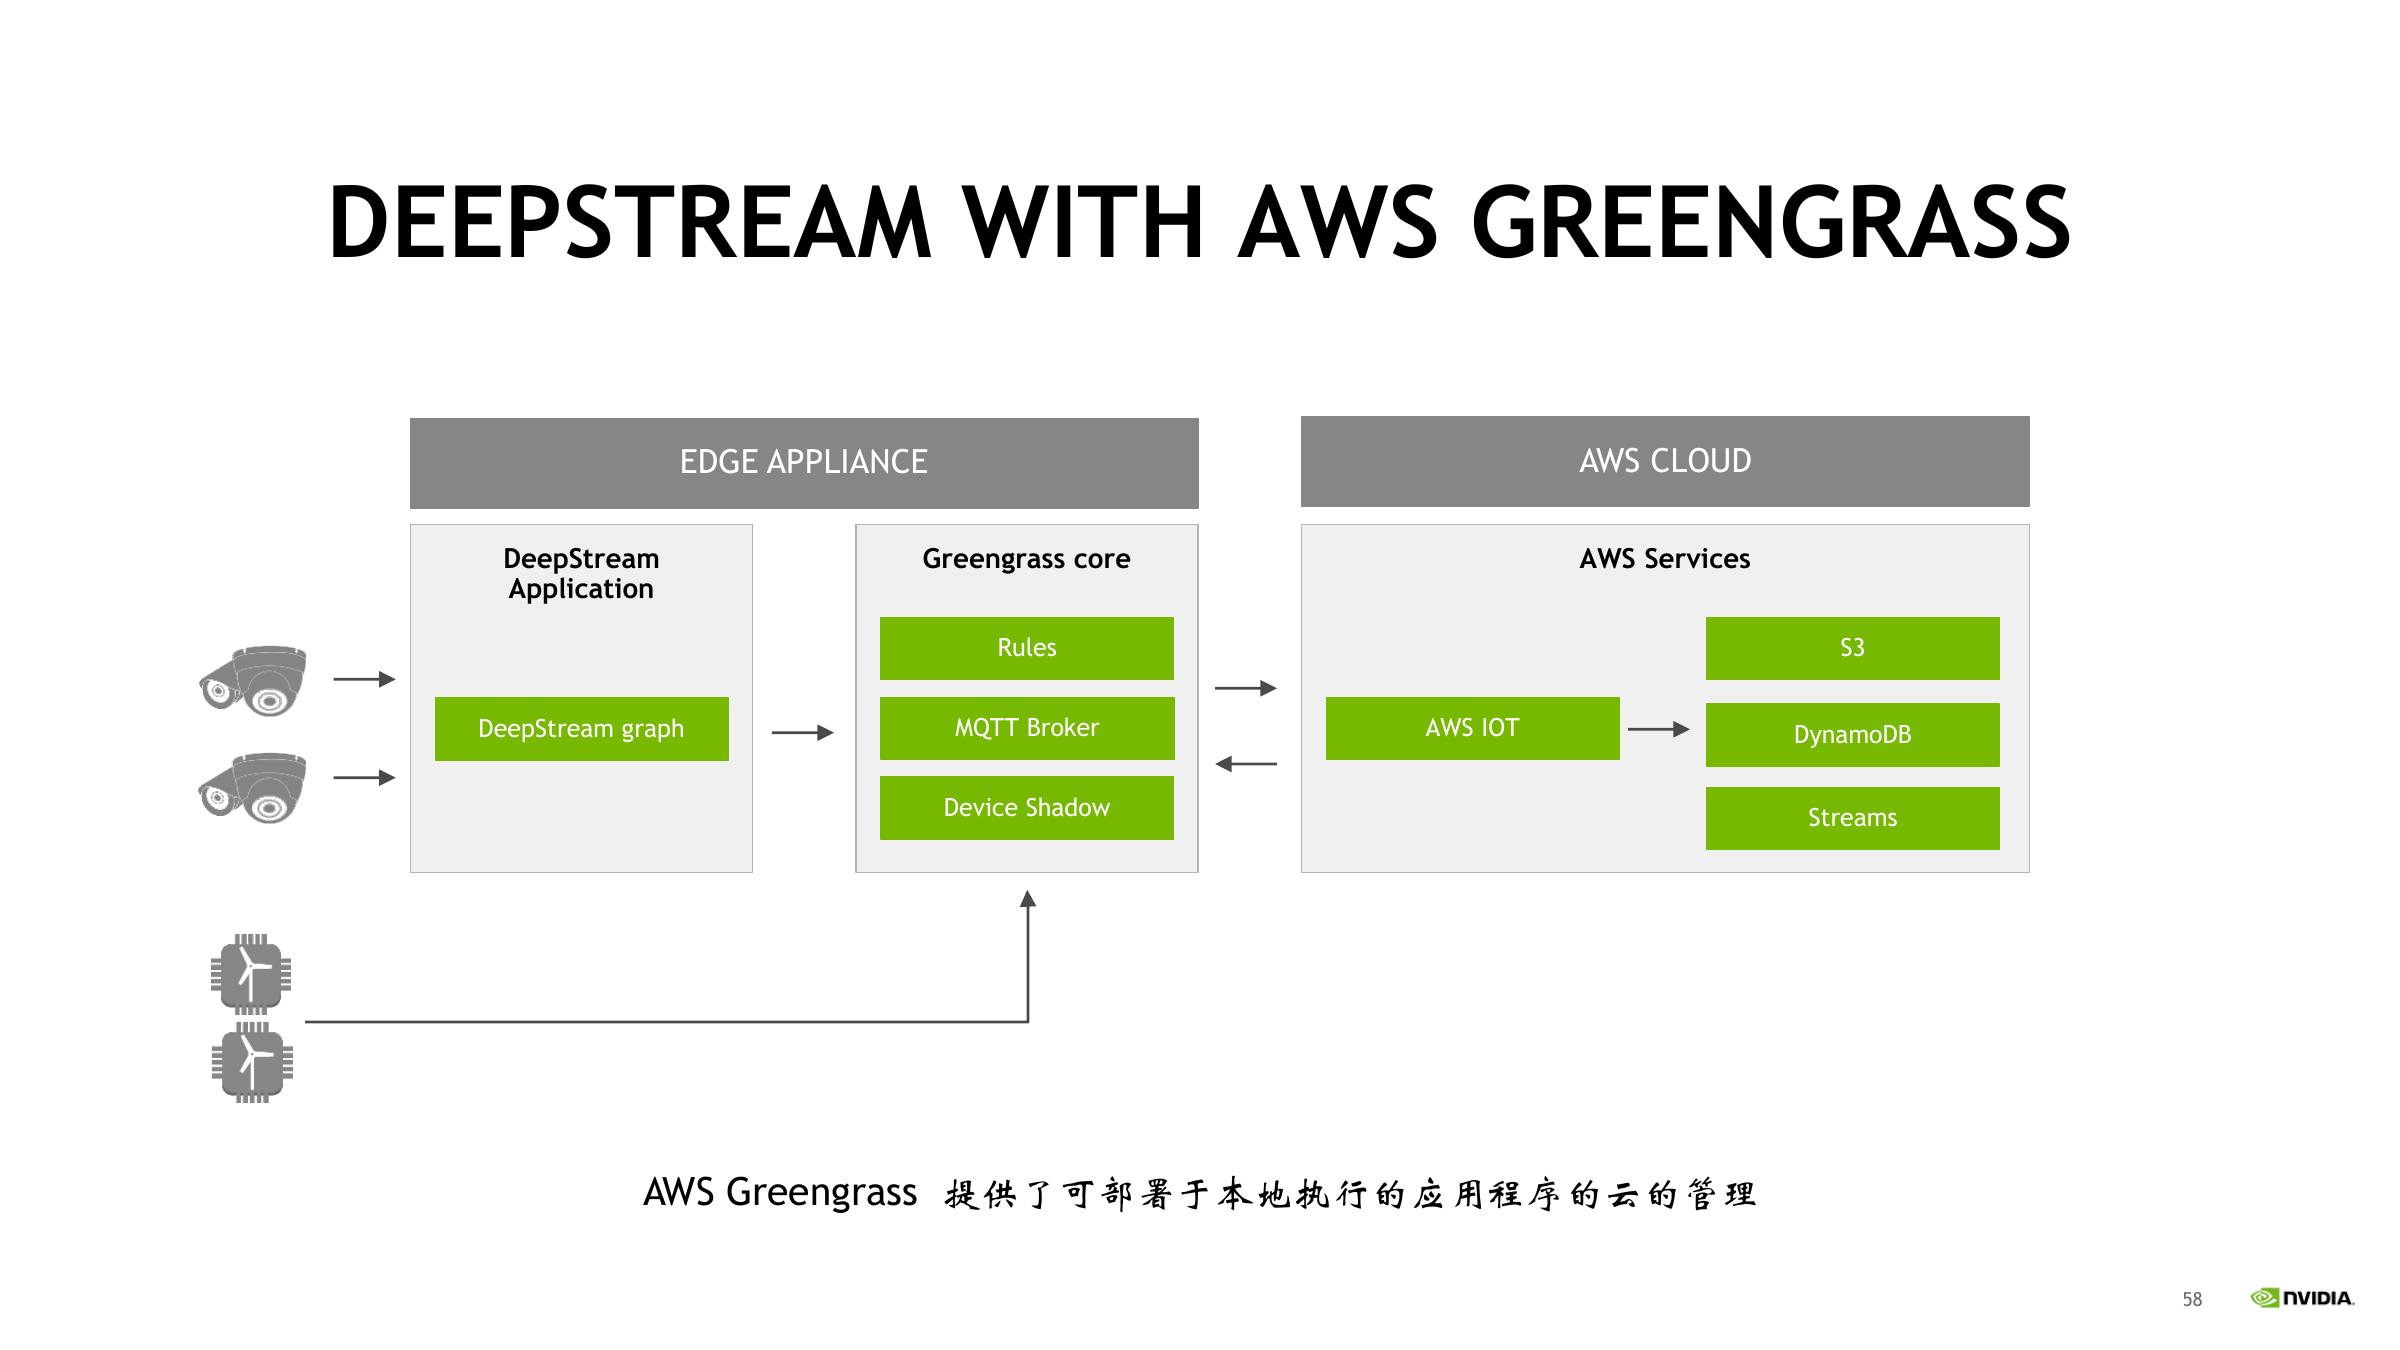 DEEPSTREAM WITH AWS GREENGRASS
EDGE APPLIANCE
AWS CLOUD
DeepStream
Application
DeepStream graph
Greengrass core
Rules
MQTT Broker
Device Shadow
AWS Services
AWS IOT
S3
DynamoDB
Streams
AWS Greengrass 提供了可部署于本地执行的应用程序的云的管理
58
NVIDIA.